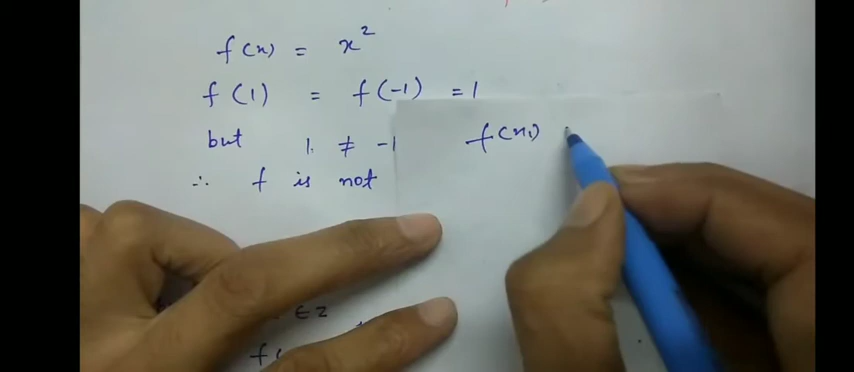 f(x) = x²
f(1) = f(-1) = 1
but 1, ≠ -1
f(x₁)
∴ f is not
∈ Z
f(